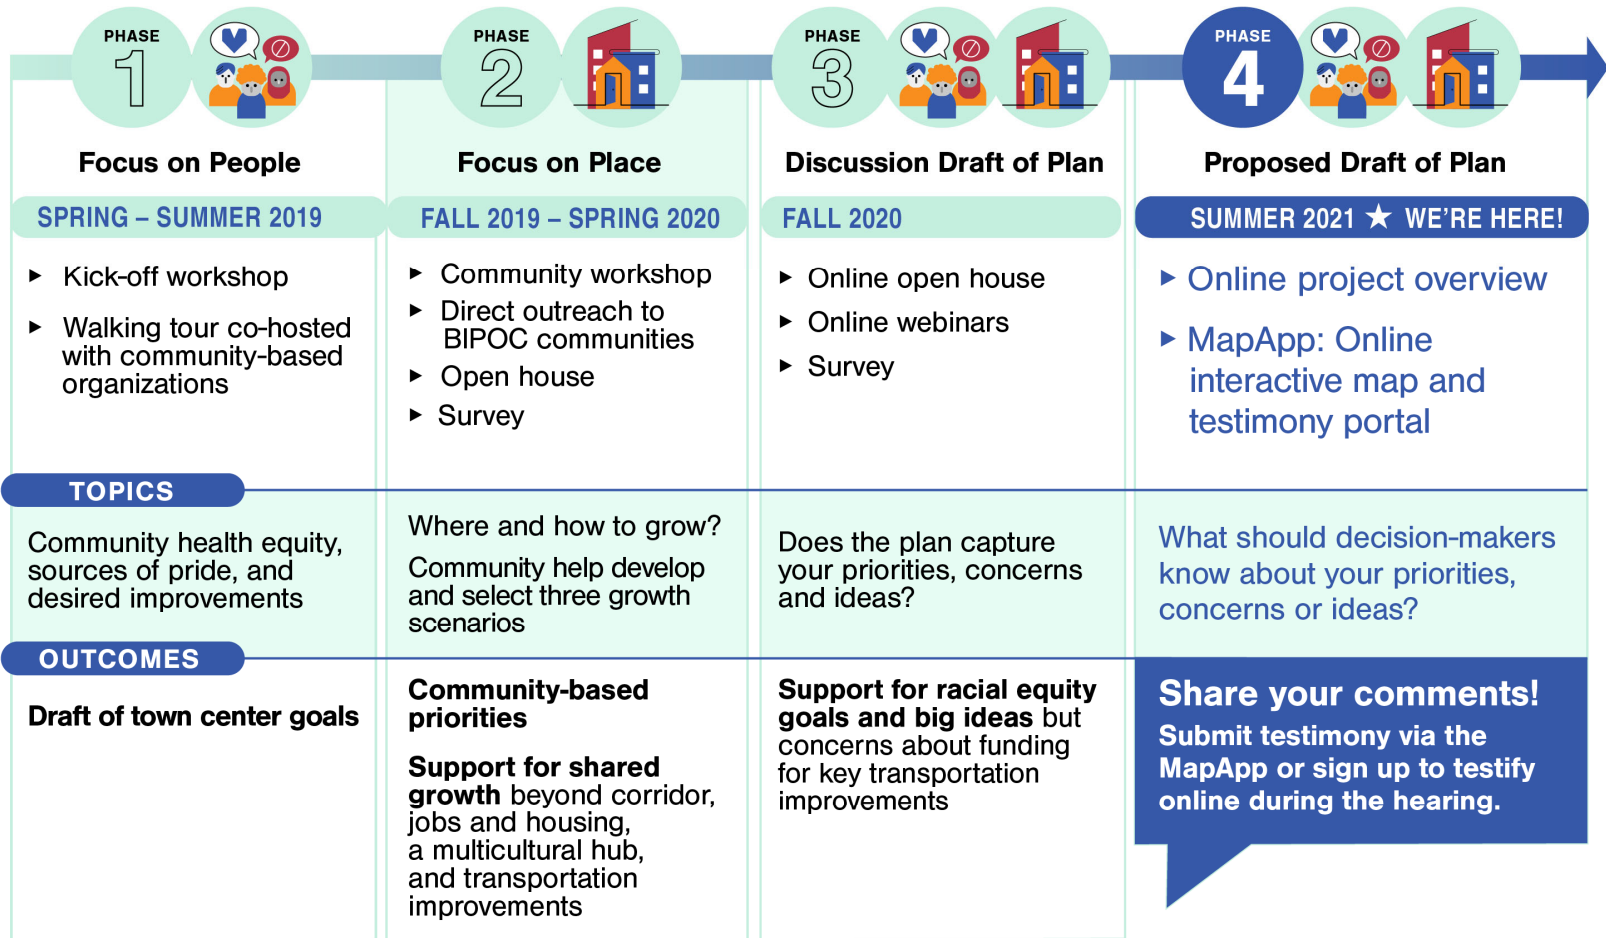 PHASE
1
Focus on People
SPRING – SUMMER 2019
► Kick-off workshop
► Walking tour co-hosted
with community-based
organizations
PHASE
2
Focus on Place
FALL 2019 – SPRING 2020
► Community workshop
► Direct outreach to
BIPOC communities
► Open house
► Survey
PHASE
3
Discussion Draft of Plan
FALL 2020
► Online open house
► Online webinars
► Survey
PHASE
4
Proposed Draft of Plan
SUMMER 2021 ★ WE'RE HERE!
► Online project overview
► MapApp: Online
interactive map and
testimony portal
TOPICS
Community health equity,
sources of pride, and
desired improvements
Where and how to grow?
Community help develop
and select three growth
scenarios
Does the plan capture
your priorities, concerns
and ideas?
What should decision-makers
know about your priorities,
concerns or ideas?
OUTCOMES
Draft of town center goals
Community-based
priorities
Support for shared
growth beyond corridor,
jobs and housing,
a multicultural hub,
and transportation
improvements
Support for racial equity
goals and big ideas but
concerns about funding
for key transportation
improvements
Share your comments!
Submit testimony via the
MapApp or sign up to testify
online during the hearing.